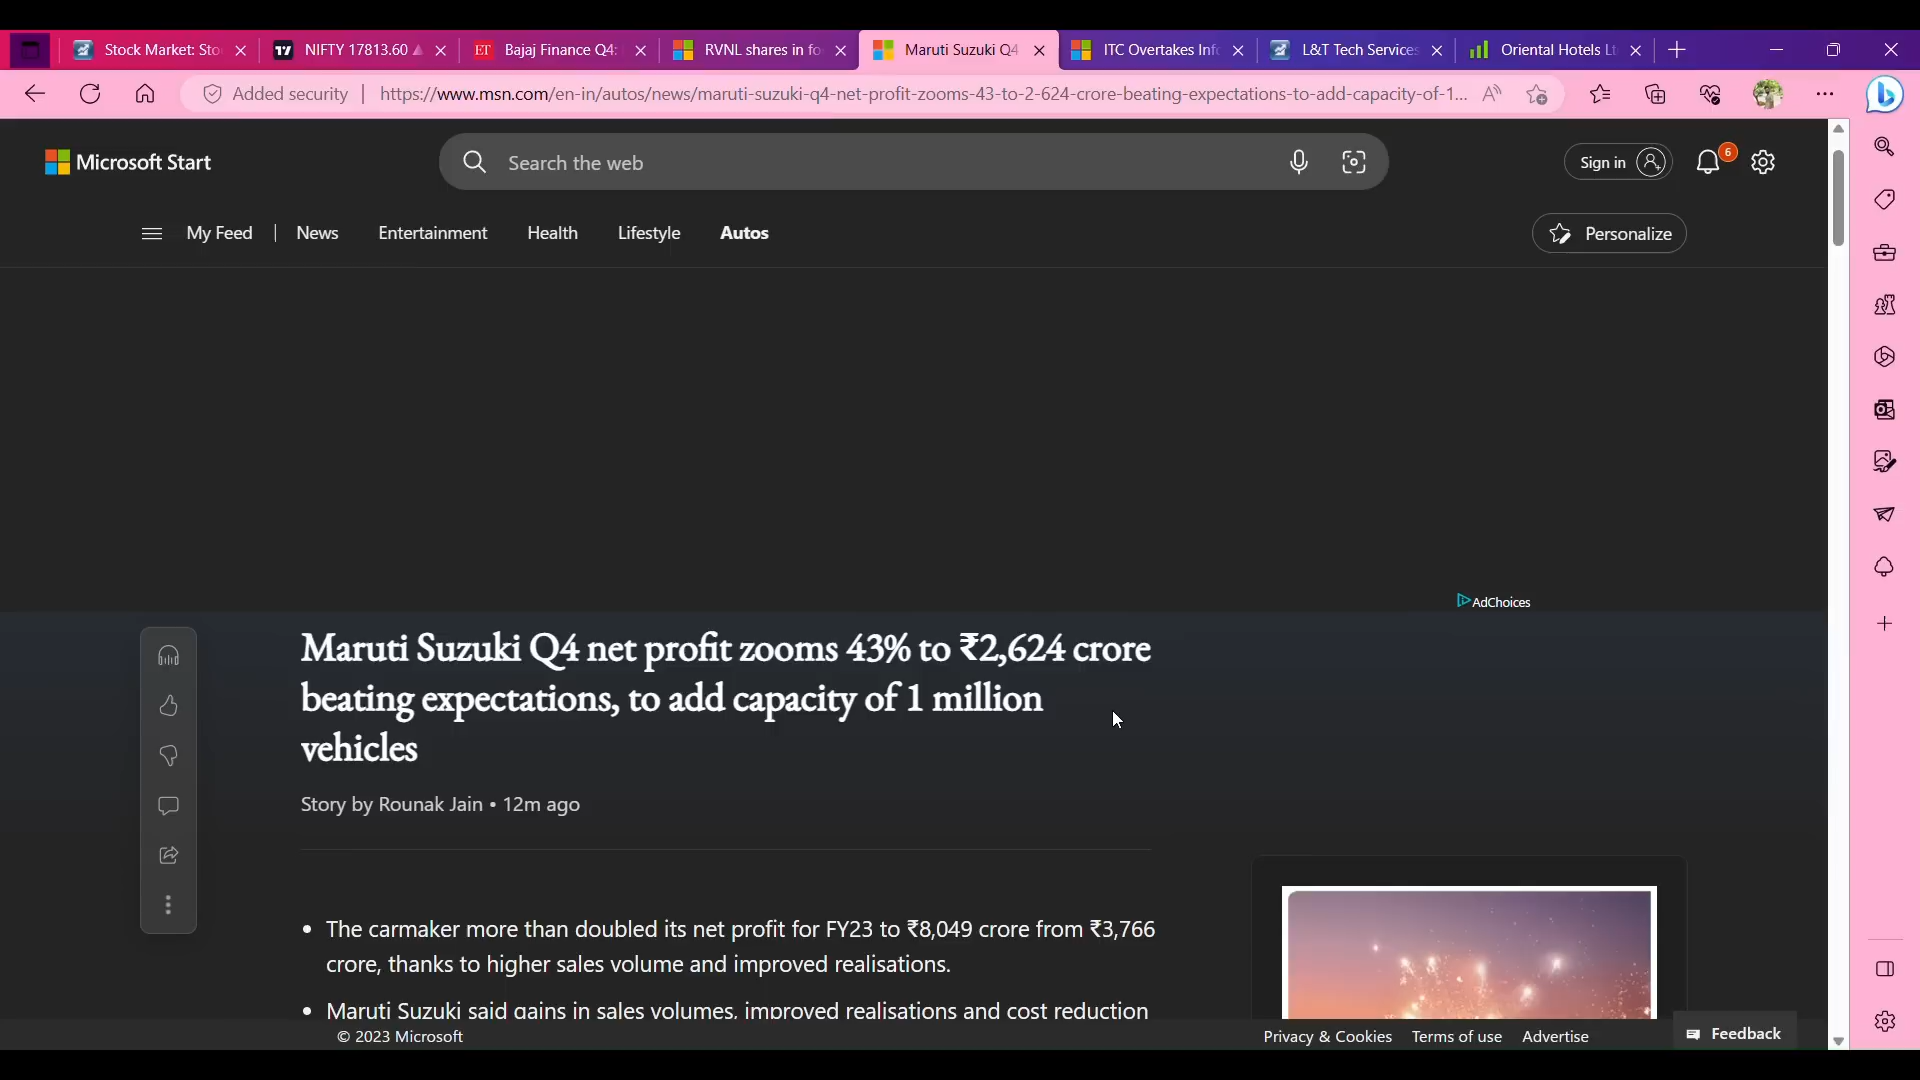 Stock Market: Sto
NIFTY 17813.60
Bajaj Finance Q4:
RVNL shares in fo
Maruti Suzuki Q4
ITC Overtakes Info
L&T Tech Services
Oriental Hotels Lt
Added security
https://www.msn.com/en-in/autos/news/maruti-suzuki-q4-net-profit-zooms-43-to-2-624-crore-beating-expectations-to-add-capacity-of-1...
Microsoft Start
Search the web
Sign in
6
My Feed
News
Entertainment
Health
Lifestyle
Autos
Personalize
AdChoices
Maruti Suzuki Q4 net profit zooms 43% to ₹2,624 crore
beating expectations, to add capacity of 1 million
vehicles
Story by Rounak Jain • 12m ago
• The carmaker more than doubled its net profit for FY23 to ₹8,049 crore from ₹3,766
crore, thanks to higher sales volume and improved realisations.
• Maruti Suzuki said gains in sales volumes, improved realisations and cost reduction
© 2023 Microsoft
Privacy & Cookies
Terms of use
Advertise
Feedback